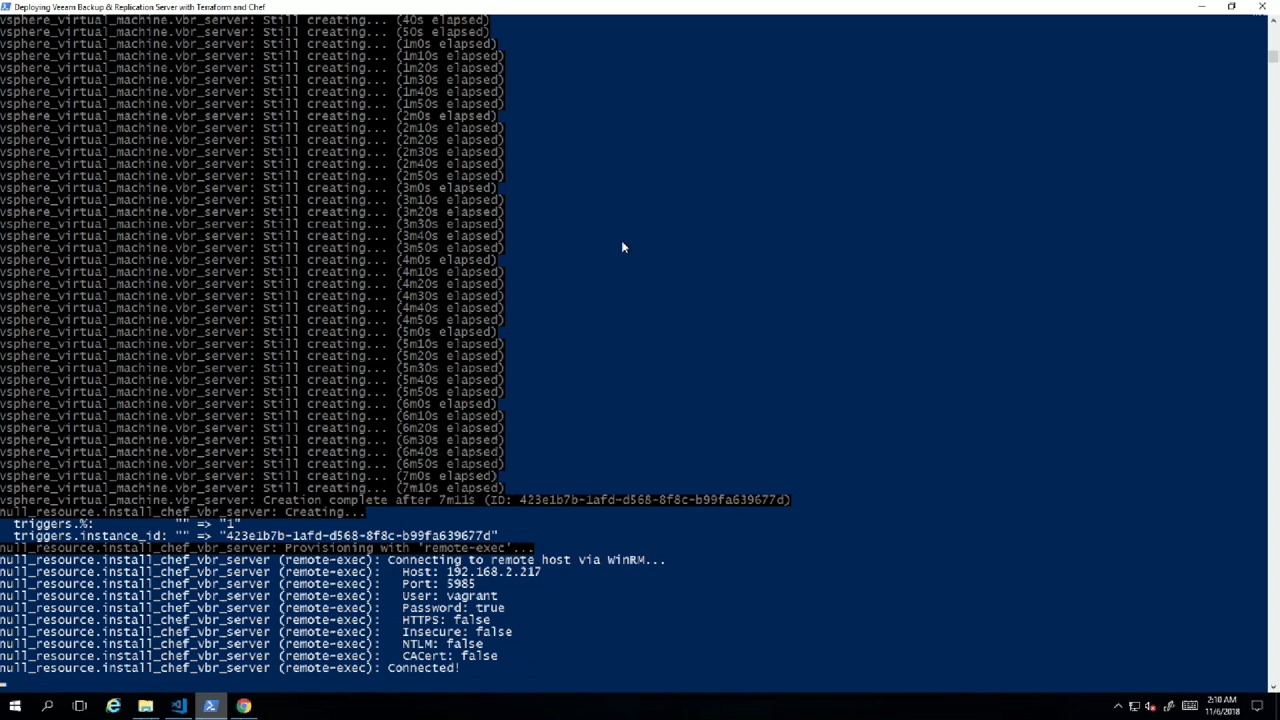 Deploying Veeam Backup & Replication Server with Terraform and Chef
vsphere_virtual_machine.vbr_server: Still creating... (40s elapsed)
vsphere_virtual_machine.vbr_server: Still creating... (50s elapsed)
vsphere_virtual_machine.vbr_server: Still creating... (1m0s elapsed)
vsphere_virtual_machine.vbr_server: Still creating... (1m10s elapsed)
vsphere_virtual_machine.vbr_server: Still creating... (1m20s elapsed)
vsphere_virtual_machine.vbr_server: Still creating... (1m30s elapsed)
vsphere_virtual_machine.vbr_server: Still creating... (1m40s elapsed)
vsphere_virtual_machine.vbr_server: Still creating... (1m50s elapsed)
vsphere_virtual_machine.vbr_server: Still creating... (2m0s elapsed)
vsphere_virtual_machine.vbr_server: Still creating... (2m10s elapsed)
vsphere_virtual_machine.vbr_server: Still creating... (2m20s elapsed)
vsphere_virtual_machine.vbr_server: Still creating... (2m30s elapsed)
vsphere_virtual_machine.vbr_server: Still creating... (2m40s elapsed)
vsphere_virtual_machine.vbr_server: Still creating... (2m50s elapsed)
vsphere_virtual_machine.vbr_server: Still creating... (3m0s elapsed)
vsphere_virtual_machine.vbr_server: Still creating... (3m10s elapsed)
vsphere_virtual_machine.vbr_server: Still creating... (3m20s elapsed)
vsphere_virtual_machine.vbr_server: Still creating... (3m30s elapsed)
vsphere_virtual_machine.vbr_server: Still creating... (3m40s elapsed)
vsphere_virtual_machine.vbr_server: Still creating... (3m50s elapsed)
vsphere_virtual_machine.vbr_server: Still creating... (4m0s elapsed)
vsphere_virtual_machine.vbr_server: Still creating... (4m10s elapsed)
vsphere_virtual_machine.vbr_server: Still creating... (4m20s elapsed)
vsphere_virtual_machine.vbr_server: Still creating... (4m30s elapsed)
vsphere_virtual_machine.vbr_server: Still creating... (4m40s elapsed)
vsphere_virtual_machine.vbr_server: Still creating... (4m50s elapsed)
vsphere_virtual_machine.vbr_server: Still creating... (5m0s elapsed)
vsphere_virtual_machine.vbr_server: Still creating... (5m10s elapsed)
vsphere_virtual_machine.vbr_server: Still creating... (5m20s elapsed)
vsphere_virtual_machine.vbr_server: Still creating... (5m30s elapsed)
vsphere_virtual_machine.vbr_server: Still creating... (5m40s elapsed)
vsphere_virtual_machine.vbr_server: Still creating... (5m50s elapsed)
vsphere_virtual_machine.vbr_server: Still creating... (6m0s elapsed)
vsphere_virtual_machine.vbr_server: Still creating... (6m10s elapsed)
vsphere_virtual_machine.vbr_server: Still creating... (6m20s elapsed)
vsphere_virtual_machine.vbr_server: Still creating... (6m30s elapsed)
vsphere_virtual_machine.vbr_server: Still creating... (6m40s elapsed)
vsphere_virtual_machine.vbr_server: Still creating... (6m50s elapsed)
vsphere_virtual_machine.vbr_server: Still creating... (7m0s elapsed)
vsphere_virtual_machine.vbr_server: Still creating... (7m10s elapsed)
vsphere_virtual_machine.vbr_server: Creation complete after 7m11s (ID: 423e1b7b-1afd-d568-8f8c-b99fa639677d)
null_resource.install_chef_vbr_server: Creating...
triggers.%: "" => "1"
triggers.instance_id: "" => "423e1b7b-1afd-d568-8f8c-b99fa639677d"
null_resource.install_chef_vbr_server: Provisioning with 'remote-exec'...
null_resource.install_chef_vbr_server (remote-exec): Connecting to remote host via WinRM...
null_resource.install_chef_vbr_server (remote-exec): Host: 192.168.2.217
null_resource.install_chef_vbr_server (remote-exec): Port: 5985
null_resource.install_chef_vbr_server (remote-exec): User: vagrant
null_resource.install_chef_vbr_server (remote-exec): Password: true
null_resource.install_chef_vbr_server (remote-exec): HTTPS: false
null_resource.install_chef_vbr_server (remote-exec): Insecure: false
null_resource.install_chef_vbr_server (remote-exec): NTLM: false
null_resource.install_chef_vbr_server (remote-exec): CACert: false
null_resource.install_chef_vbr_server (remote-exec): Connected!
2:10 AM
11/6/2018